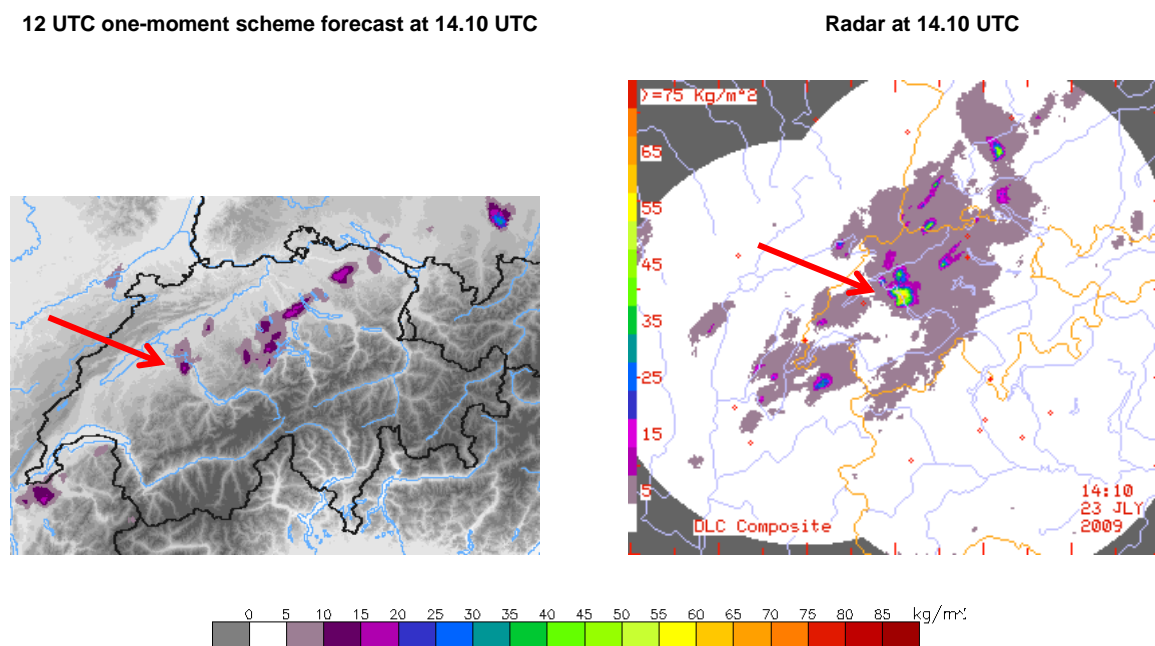 12 UTC one-moment scheme forecast at 14.10 UTC
Radar at 14.10 UTC
>=75 Kg/m^2
65
55
45
35
25
15
5
14:10
23 JLY
2009
DLC Composite
0 5 10 15 20 25 30 35 40 45 50 55 60 65 70 75 80 85 kg/m²